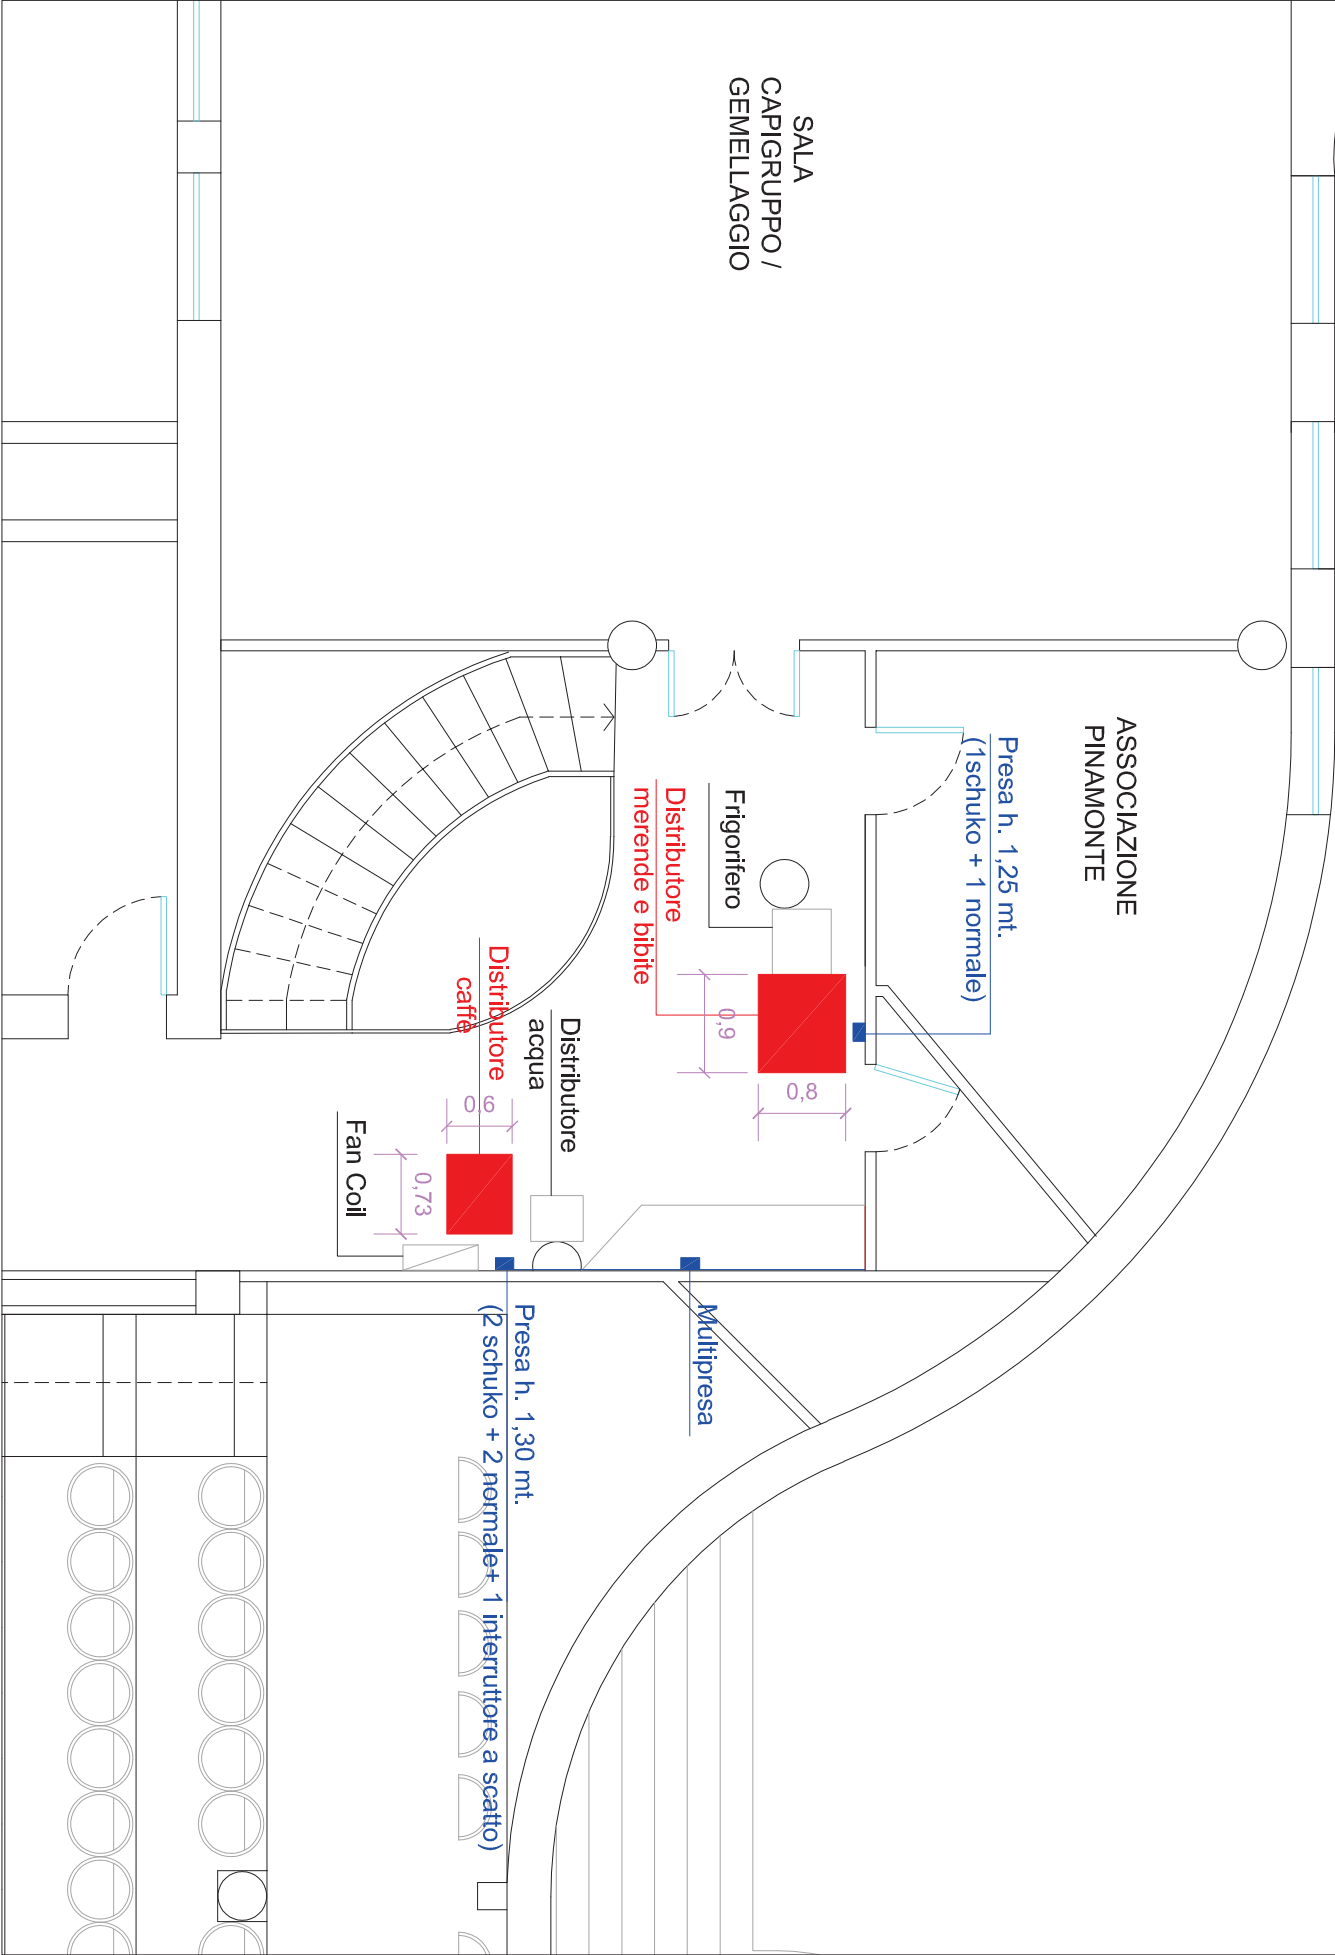 SALA
CAPIGRUPPO /
GEMELLAGGIO
ASSOCIAZIONE
PINAMONTE
Presa h. 1,25 mt.
(1schuko + 1 normale)
Frigorifero
Distributore
merende e bibite
0,9
0,8
Distributore
caffè
Distributore
acqua
0,6
0,73
Fan Coil
Multipresa
Presa h. 1,30 mt.
(2 schuko + 2 normale+ 1 interruttore a scatto)